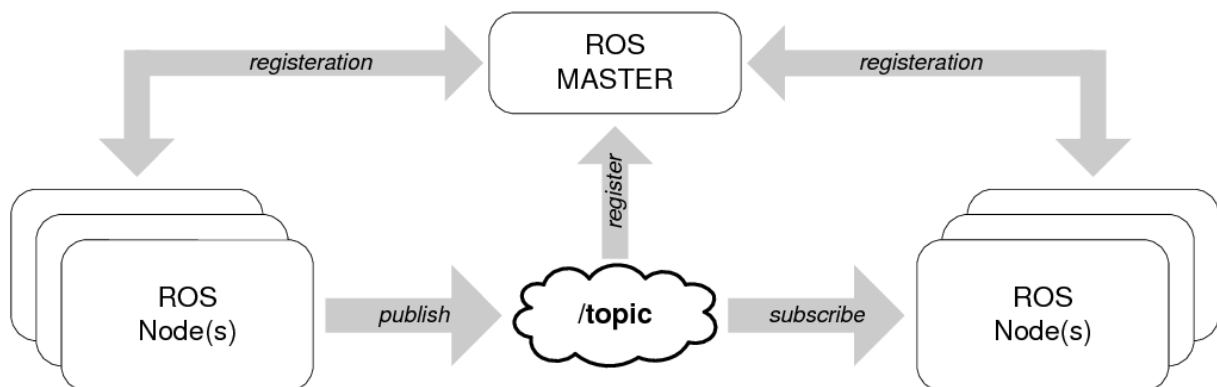 ROS
MASTER
registeration
registeration
register
ROS
Node(s)
publish
/topic
subscribe
ROS
Node(s)